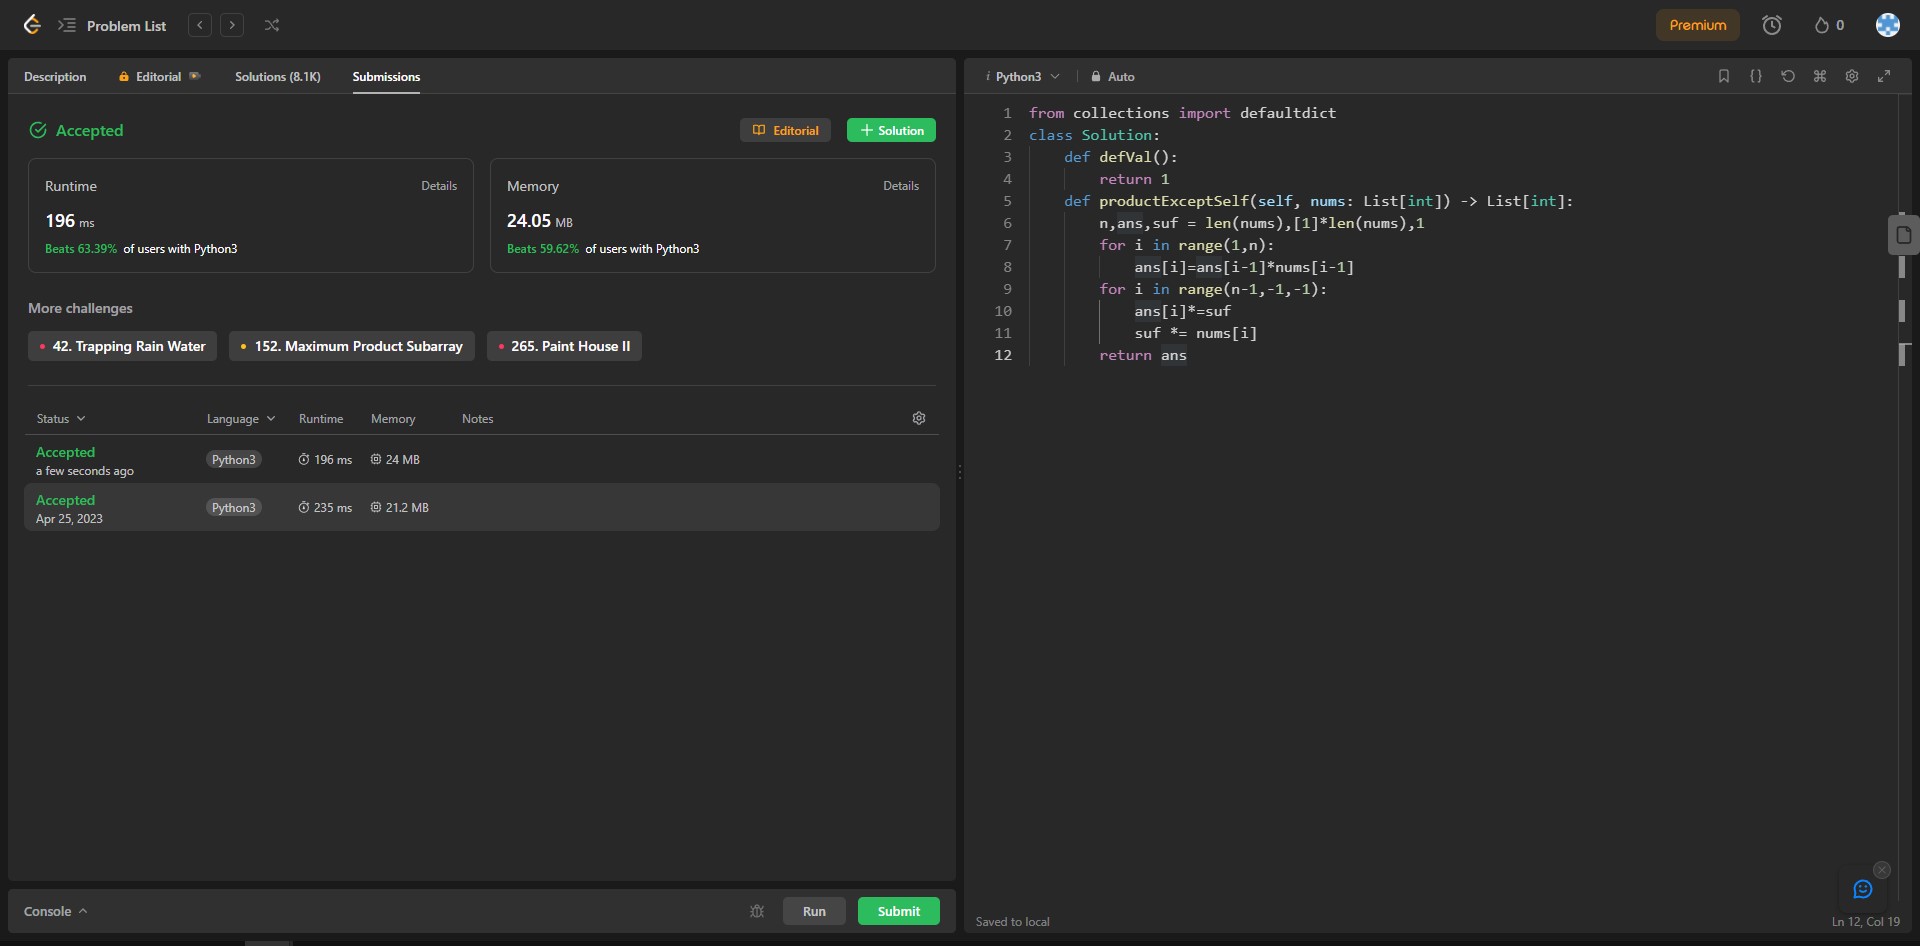 Problem List
Premium
0
Description
Editorial
Solutions (8.1K)
Submissions
Accepted
Editorial
Solution
Runtime
Details
196 ms
Beats 63.39% of users with Python3
Memory
Details
24.05 MB
Beats 59.62% of users with Python3
More challenges
42. Trapping Rain Water
152. Maximum Product Subarray
265. Paint House II
Status Language Runtime Memory Notes
Accepted
a few seconds ago
Python3 196 ms 24 MB
Accepted
Apr 25, 2023
Python3 235 ms 21.2 MB
Console
Run
Submit
i Python3
Auto
{}
1 from collections import defaultdict
2 class Solution:
3     def defVal():
4         return 1
5     def productExceptSelf(self, nums: List[int]) -> List[int]:
6         n,ans,suf = len(nums),[1]*len(nums),1
7         for i in range(1,n):
8             ans[i]=ans[i-1]*nums[i-1]
9         for i in range(n-1,-1,-1):
10             ans[i]*=suf
11             suf *= nums[i]
12         return ans
Saved to local
Ln 12, Col 19